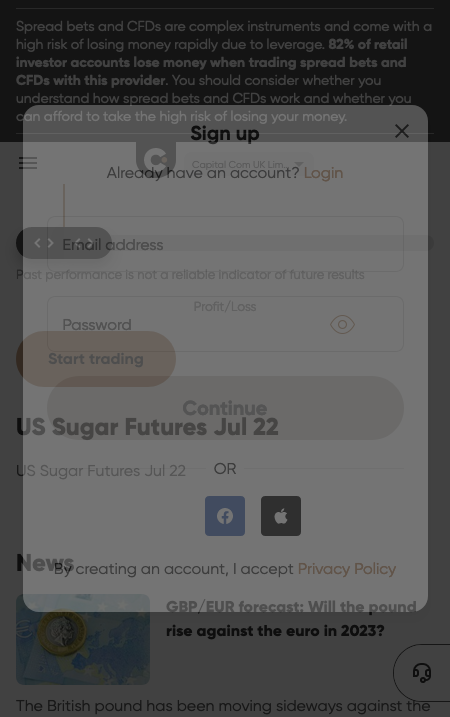 Spread bets and CFDs are complex instruments and come with a
high risk of losing money rapidly due to leverage. 82% of retail
investor accounts lose money when trading spread bets and
CFDs with this provider. You should consider whether you
understand how spread bets and CFDs work and whether you
can afford to take the high risk of losing your money.
Sign up
Capital Com UK Lim...
Already have an account? Login
Email address
Past performance is not a reliable indicator of future results
Profit/Loss
Password
Start trading
Continue
US Sugar Futures Jul 22
US Sugar Futures Jul 22
OR
News
By creating an account, I accept Privacy Policy
GBP/EUR forecast: Will the pound
rise against the euro in 2023?
The British pound has been moving sideways against the